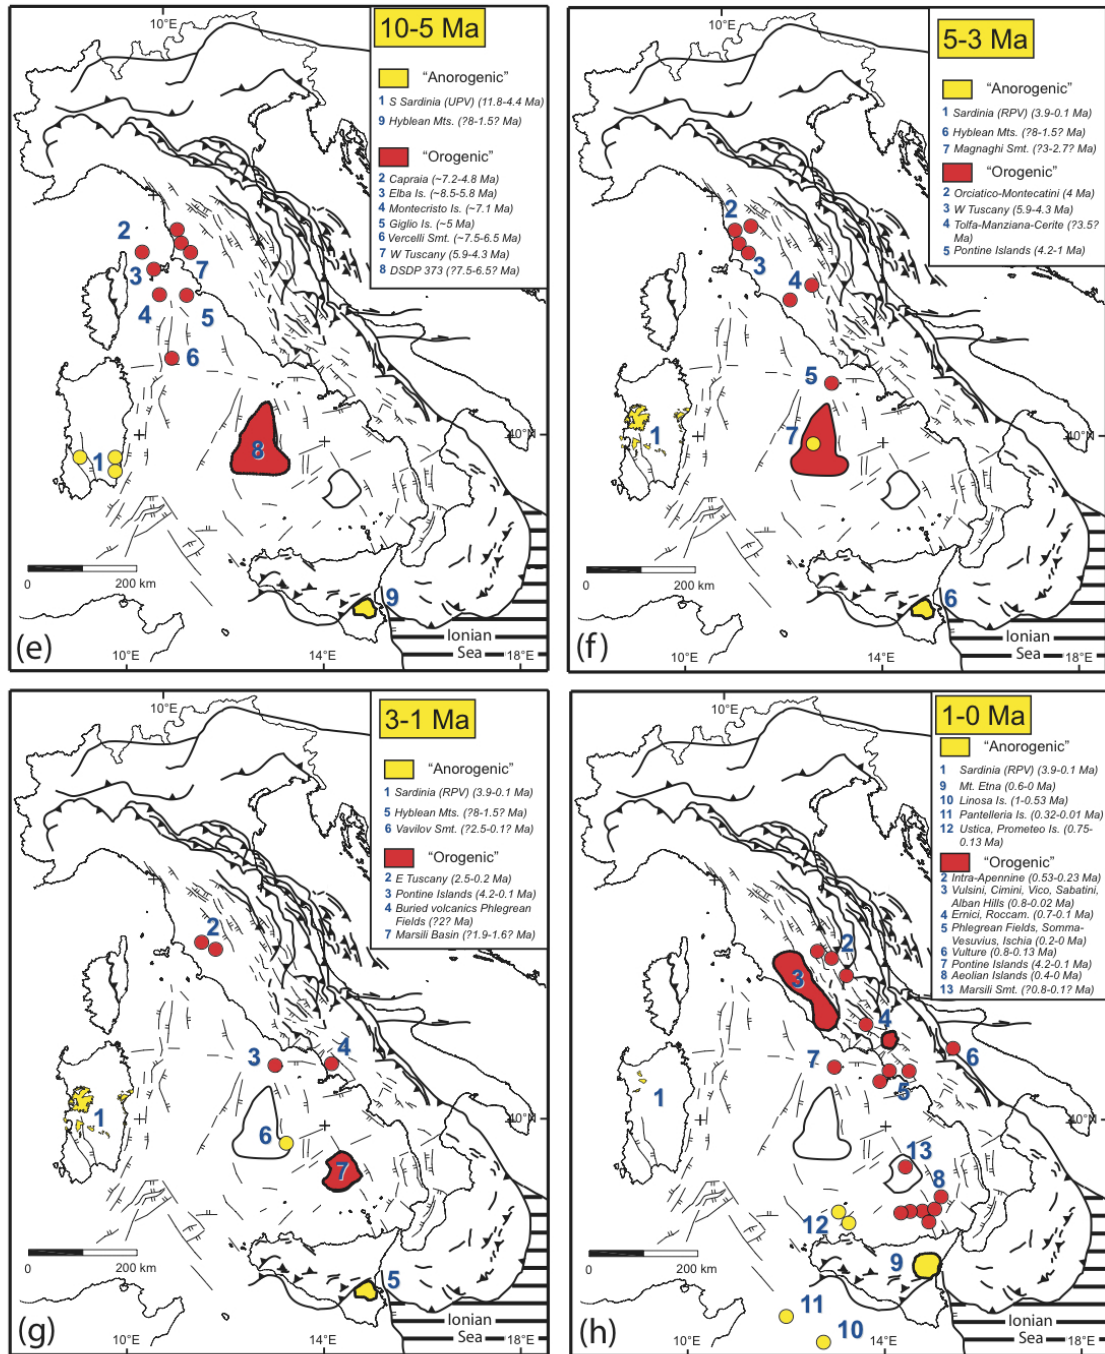 10°E
10-5 Ma
"Anorogenic"
1 S Sardinia (UPV) (11.8-4.4 Ma)
9 Hyblean Mts. (?8-1.5? Ma)
"Orogenic"
2 Capraia (~7.2-4.8 Ma)
3 Elba Is. (~8.5-5.8 Ma)
4 Montecristo Is. (~7.1 Ma)
5 Giglio Is. (~5 Ma)
6 Vercelli Smt. (~7.5-6.5 Ma)
7 W Tuscany (5.9-4.3 Ma)
8 DSDP 373 (?7.5-6.5? Ma)
2
3
7
4
5
6
8
1
9
40°N
0
200 km
Ionian
Sea
(e)
10°E
14°E
18°E
10°E
5-3 Ma
"Anorogenic"
1 Sardinia (RPV) (3.9-0.1 Ma)
6 Hyblean Mts. (?8-1.5? Ma)
7 Magnaghi Smt. (?3-2.7? Ma)
"Orogenic"
2 Orciatico-Montecatini (4 Ma)
3 W Tuscany (5.9-4.3 Ma)
4 Tolfa-Manziana-Cerite (?3.5?
Ma)
5 Pontine Islands (4.2-1 Ma)
2
3
4
5
7
1
6
40°N
0
200 km
Ionian
Sea
(f)
10°E
14°E
18°E
10°E
3-1 Ma
"Anorogenic"
1 Sardinia (RPV) (3.9-0.1 Ma)
5 Hyblean Mts. (?8-1.5? Ma)
6 Vavilov Smt. (?2.5-0.1? Ma)
"Orogenic"
2 E Tuscany (2.5-0.2 Ma)
3 Pontine Islands (4.2-0.1 Ma)
4 Buried volcanics Phlegrean
Fields (?2? Ma)
7 Marsili Basin (?1.9-1.6? Ma)
2
3
4
1
6
7
5
40°N
0
200 km
Ionian
Sea
(g)
10°E
14°E
18°E
10°E
1-0 Ma
"Anorogenic"
1 Sardinia (RPV) (3.9-0.1 Ma)
9 Mt. Etna (0.6-0 Ma)
10 Linosa Is. (1-0.53 Ma)
11 Pantelleria Is. (0.32-0.01 Ma)
12 Ustica, Prometeo Is. (0.75-
0.13 Ma)
"Orogenic"
2 Intra-Apennine (0.53-0.23 Ma)
3 Vulsini, Cimini, Vico, Sabatini,
Alban Hills (0.8-0.02 Ma)
4 Ernici, Roccam. (0.7-0.1 Ma)
5 Phlegrean Fields, Somma-
Vesuvius, Ischia (0.2-0 Ma)
6 Vulture (0.8-0.13 Ma)
7 Pontine Islands (4.2-0.1 Ma)
8 Aeolian Islands (0.4-0 Ma)
13 Marsili Smt. (?0.8-0.1? Ma)
2
3
4
6
7
5
1
13
8
12
9
11
10
40°N
0
200 km
Ionian
Sea
(h)
10°E
14°E
18°E